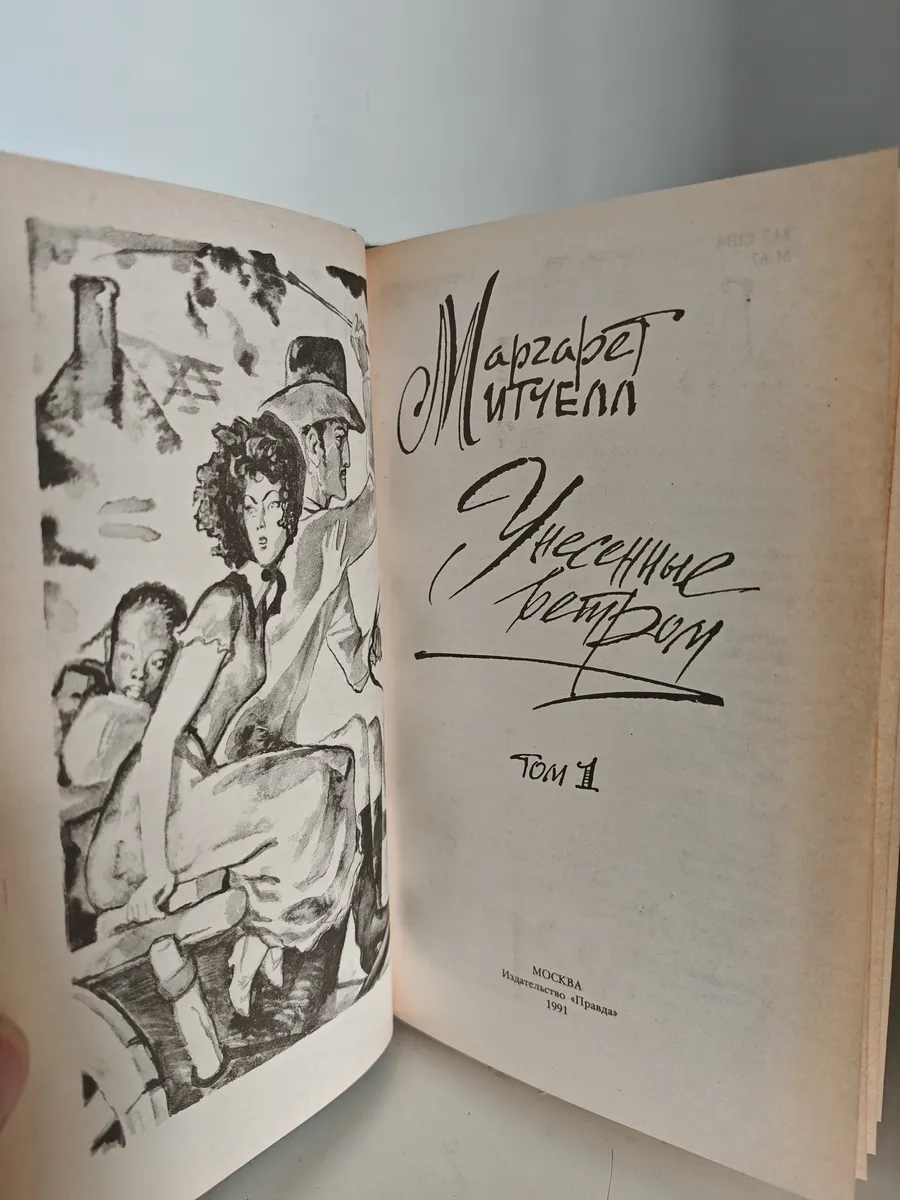 Маргарет
Митчелл
Унесенные
ветром
Том 1
МОСКВА
Издательство «Правда»
1991